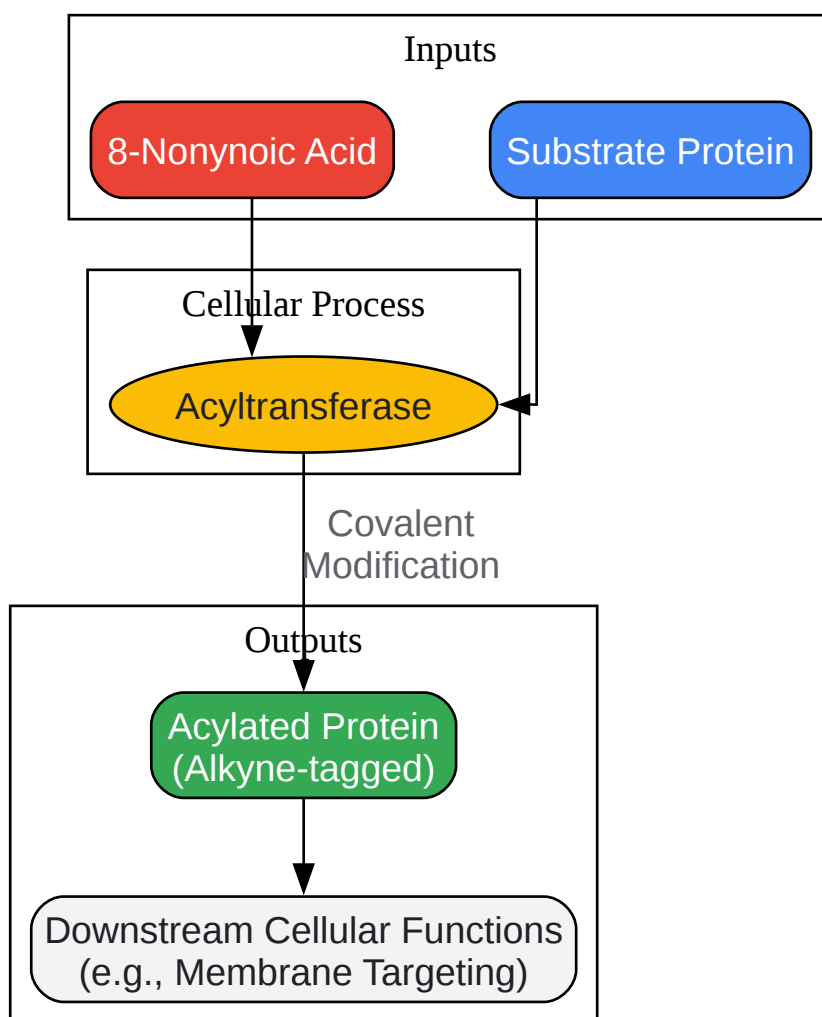 Inputs
8-Nonynoic Acid
Substrate Protein
Cellular Process
Acyltransferase
Covalent
Modification
Outputs
Acylated Protein
(Alkyne-tagged)
Downstream Cellular Functions
(e.g., Membrane Targeting)